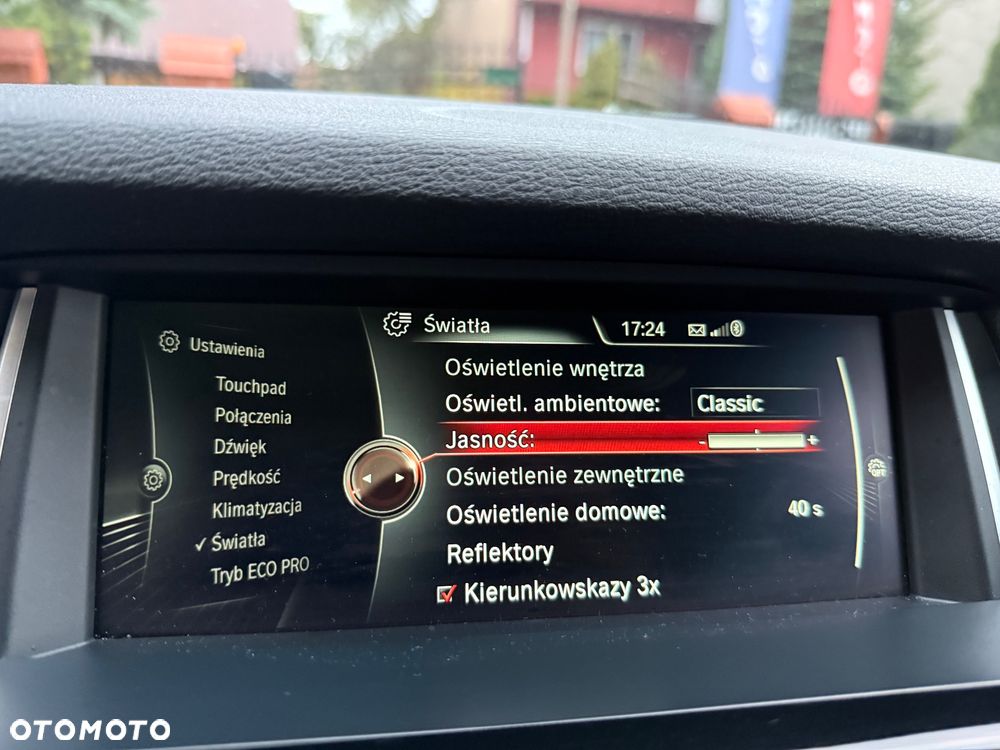 Ustawienia
Touchpad
Połączenia
Dźwięk
Prędkość
Klimatyzacja
✓ Światła
Tryb ECO PRO
Światła
17:24
Oświetlenie wnętrza
Oświetl. ambientowe: Classic
Jasność: - +
Oświetlenie zewnętrzne
Oświetlenie domowe: 40 s
Reflektory
Kierunkowskazy 3x
OTOMOTO